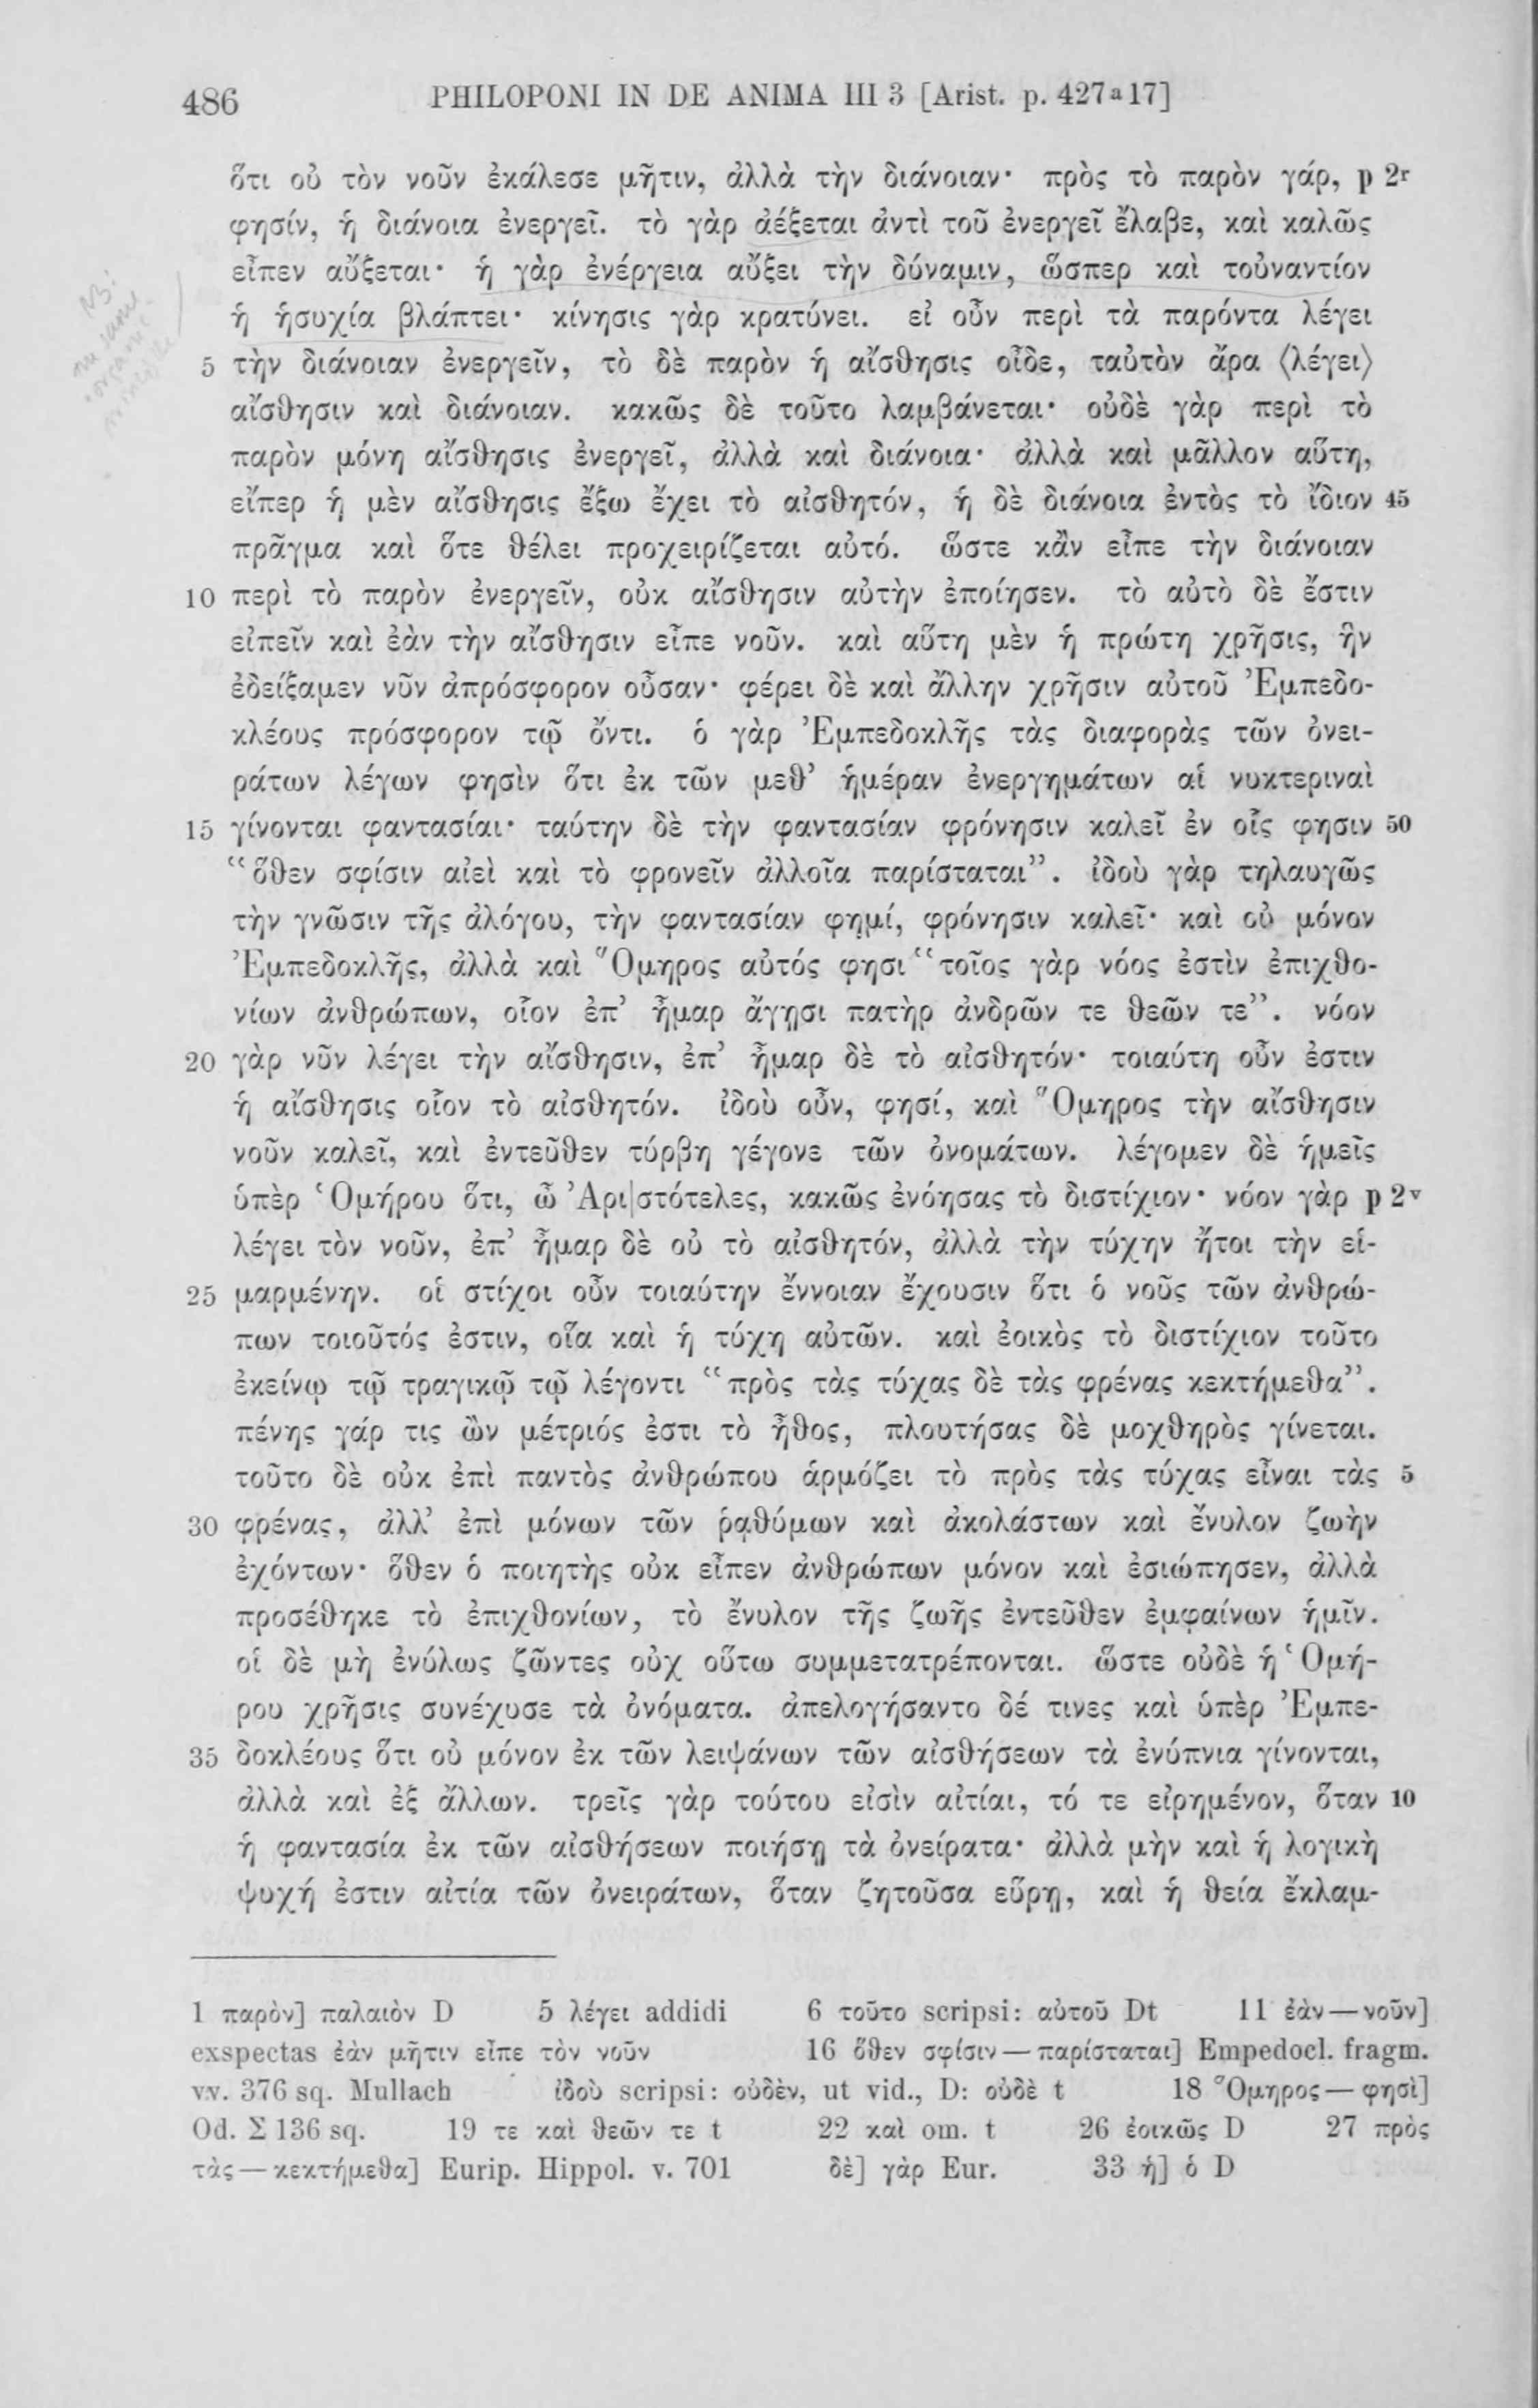 486 PHILOPONI IN DE ANIMA III 3 [Arist. p. 427a17]
ὅτι οὐ τὸν νοῦν ἐκάλεσε μῆτιν, ἀλλὰ τὴν διάνοιαν· πρὸς τὸ παρὸν γάρ, p 2r
φησίν, ἡ διάνοια ἐνεργεῖ. τὸ γὰρ ἀέξεται ἀντὶ τοῦ ἐνεργεῖ ἔλαβε, καὶ καλῶς
εἶπεν αὔξεται· ἡ γὰρ ἐνέργεια αὔξει τὴν δύναμιν, ὥσπερ καὶ τοὐναντίον
ἡ ἡσυχία βλάπτει· κίνησις γὰρ κρατύνει. εἰ οὖν περὶ τὰ παρόντα λέγει
5 τὴν διάνοιαν ἐνεργεῖν, τὸ δὲ παρὸν ἡ αἴσθησις οἶδε, ταὐτὸν ἄρα ⟨λέγει⟩
αἴσθησιν καὶ διάνοιαν. κακῶς δὲ τοῦτο λαμβάνεται· οὐδὲ γὰρ περὶ τὸ
παρὸν μόνη αἴσθησις ἐνεργεῖ, ἀλλὰ καὶ διάνοια· ἀλλὰ καὶ μᾶλλον αὕτη,
εἴπερ ἡ μὲν αἴσθησις ἔξω ἔχει τὸ αἰσθητόν, ἡ δὲ διάνοια ἐντὸς τὸ ἴδιον 45
πρᾶγμα καὶ ὅτε θέλει προχειρίζεται αὐτό. ὥστε κἂν εἶπε τὴν διάνοιαν
10 περὶ τὸ παρὸν ἐνεργεῖν, οὐκ αἴσθησιν αὐτὴν ἐποίησεν. τὸ αὐτὸ δὲ ἔστιν
εἰπεῖν καὶ ἐὰν τὴν αἴσθησιν εἶπε νοῦν. καὶ αὕτη μὲν ἡ πρώτη χρῆσις, ἣν
ἐδείξαμεν νῦν ἀπρόσφορον οὖσαν· φέρει δὲ καὶ ἄλλην χρῆσιν αὐτοῦ Ἐμπεδο-
κλέους πρόσφορον τῷ ὄντι. ὁ γὰρ Ἐμπεδοκλῆς τὰς διαφορὰς τῶν ὀνει-
ράτων λέγων φησὶν ὅτι ἐκ τῶν μεθ’ ἡμέραν ἐνεργημάτων αἱ νυκτεριναὶ
15 γίνονται φαντασίαι· ταύτην δὲ τὴν φαντασίαν φρόνησιν καλεῖ ἐν οἷς φησιν 50
“ὅθεν σφίσιν αἰεὶ καὶ τὸ φρονεῖν ἀλλοῖα παρίσταται”. ἰδοὺ γὰρ τηλαυγῶς
τὴν γνῶσιν τῆς ἀλόγου, τὴν φαντασίαν φημί, φρόνησιν καλεῖ· καὶ οὐ μόνον
Ἐμπεδοκλῆς, ἀλλὰ καὶ Ὅμηρος αὐτός φησι “τοῖος γὰρ νόος ἐστὶν ἐπιχθο-
νίων ἀνθρώπων, οἷον ἐπ’ ἦμαρ ἄγῃσι πατὴρ ἀνδρῶν τε θεῶν τε”. νόον
20 γὰρ νῦν λέγει τὴν αἴσθησιν, ἐπ’ ἦμαρ δὲ τὸ αἰσθητόν· τοιαύτη οὖν ἐστιν
ἡ αἴσθησις οἷον τὸ αἰσθητόν. ἰδοὺ οὖν, φησί, καὶ Ὅμηρος τὴν αἴσθησιν
νοῦν καλεῖ, καὶ ἐντεῦθεν τύρβη γέγονε τῶν ὀνομάτων. λέγομεν δὲ ἡμεῖς
ὑπὲρ Ὁμήρου ὅτι, ὦ Ἀρι|στότελες, κακῶς ἐνόησας τὸ διστίχιον· νόον γὰρ p 2v
λέγει τὸν νοῦν, ἐπ’ ἦμαρ δὲ οὐ τὸ αἰσθητόν, ἀλλὰ τὴν τύχην ἤτοι τὴν εἱ-
25 μαρμένην. οἱ στίχοι οὖν τοιαύτην ἔννοιαν ἔχουσιν ὅτι ὁ νοῦς τῶν ἀνθρώ-
πων τοιοῦτός ἐστιν, οἵα καὶ ἡ τύχη αὐτῶν. καὶ ἐοικὸς τὸ διστίχιον τοῦτο
ἐκείνῳ τῷ τραγικῷ τῷ λέγοντι “πρὸς τὰς τύχας δὲ τὰς φρένας κεκτήμεθα”.
πένης γάρ τις ὢν μέτριός ἐστι τὸ ἦθος, πλουτήσας δὲ μοχθηρὸς γίνεται.
τοῦτο δὲ οὐκ ἐπὶ παντὸς ἀνθρώπου ἁρμόζει τὸ πρὸς τὰς τύχας εἶναι τὰς 5
30 φρένας, ἀλλ’ ἐπὶ μόνων τῶν ῥᾳθύμων καὶ ἀκολάστων καὶ ἔνυλον ζωὴν
ἐχόντων· ὅθεν ὁ ποιητὴς οὐκ εἶπεν ἀνθρώπων μόνον καὶ ἐσιώπησεν, ἀλλὰ
προσέθηκε τὸ ἐπιχθονίων, τὸ ἔνυλον τῆς ζωῆς ἐντεῦθεν ἐμφαίνων ἡμῖν.
οἱ δὲ μὴ ἐνύλως ζῶντες οὐχ οὕτω συμμετατρέπονται. ὥστε οὐδὲ ἡ Ὁμή-
ρου χρῆσις συνέχυσε τὰ ὀνόματα. ἀπελογήσαντο δέ τινες καὶ ὑπὲρ Ἐμπε-
35 δοκλέους ὅτι οὐ μόνον ἐκ τῶν λειψάνων τῶν αἰσθήσεων τὰ ἐνύπνια γίνονται,
ἀλλὰ καὶ ἐξ ἄλλων. τρεῖς γὰρ τούτου εἰσὶν αἰτίαι, τό τε εἰρημένον, ὅταν 10
ἡ φαντασία ἐκ τῶν αἰσθήσεων ποιήσῃ τὰ ὀνείρατα· ἀλλὰ μὴν καὶ ἡ λογικὴ
ψυχή ἐστιν αἰτία τῶν ὀνειράτων, ὅταν ζητοῦσα εὕρῃ, καὶ ἡ θεία ἔκλαμ-
1 παρὸν] παλαιὸν D 5 λέγει addidi 6 τοῦτο scripsi: αὐτοῦ Dt 11 ἐὰν—νοῦν]
exspectas ἐὰν μῆτιν εἶπε τὸν νοῦν 16 ὅθεν σφίσιν—παρίσταται] Empedocl. fragm.
v.v. 376 sq. Mullach ἰδοὺ scripsi: οὐδὲν, ut vid., D: οὐδὲ t 18 Ὅμηρος—φησὶ]
Od. Σ 136 sq. 19 τε καὶ θεῶν τε t 22 καὶ om. t 26 ἐοικῶς D 27 πρὸς
τὰς—κεκτήμεθα] Eurip. Hippol. v. 701 δὲ] γὰρ Eur. 33 ἡ] ὁ D